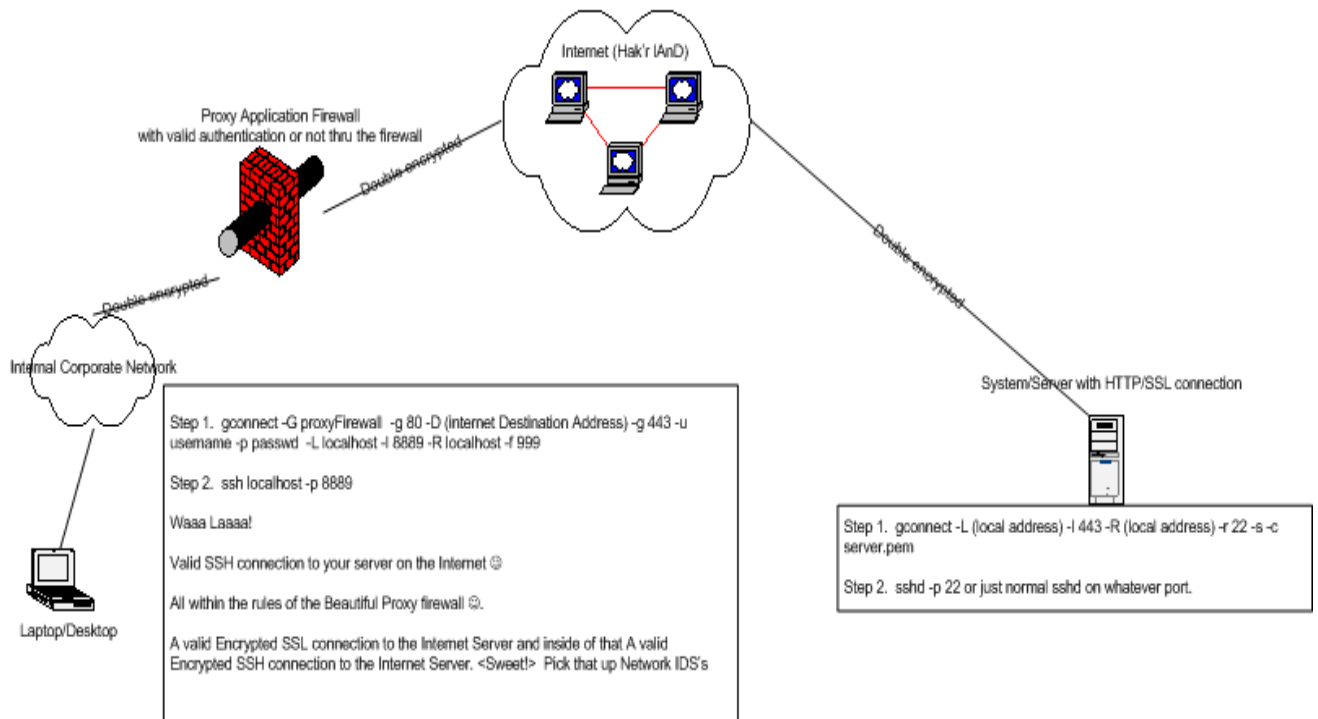 Internet (Hak'r lAnD)
Proxy Application Firewall
with valid authentication or not thru the firewall
Double encrypted
Double encrypted
Double encrypted
Internal Corporate Network
System/Server with HTTP/SSL connection
Step 1. gconnect -G proxyFirewall -g 80 -D (internet Destination Address) -g 443 -u
username -p passwd -L localhost -l 8889 -R localhost -f 999
Step 2. ssh localhost -p 8889
Waaa Laaaa!
Valid SSH connection to your server on the Internet ☺
All within the rules of the Beautiful Proxy firewall ☺.
A valid Encrypted SSL connection to the Internet Server and inside of that A valid
Encrypted SSH connection to the Internet Server. <Sweet!> Pick that up Network IDS's
Laptop/Desktop
Step 1. gconnect -L (local address) -l 443 -R (local address) -r 22 -s -c
server.pem
Step 2. sshd -p 22 or just normal sshd on whatever port.